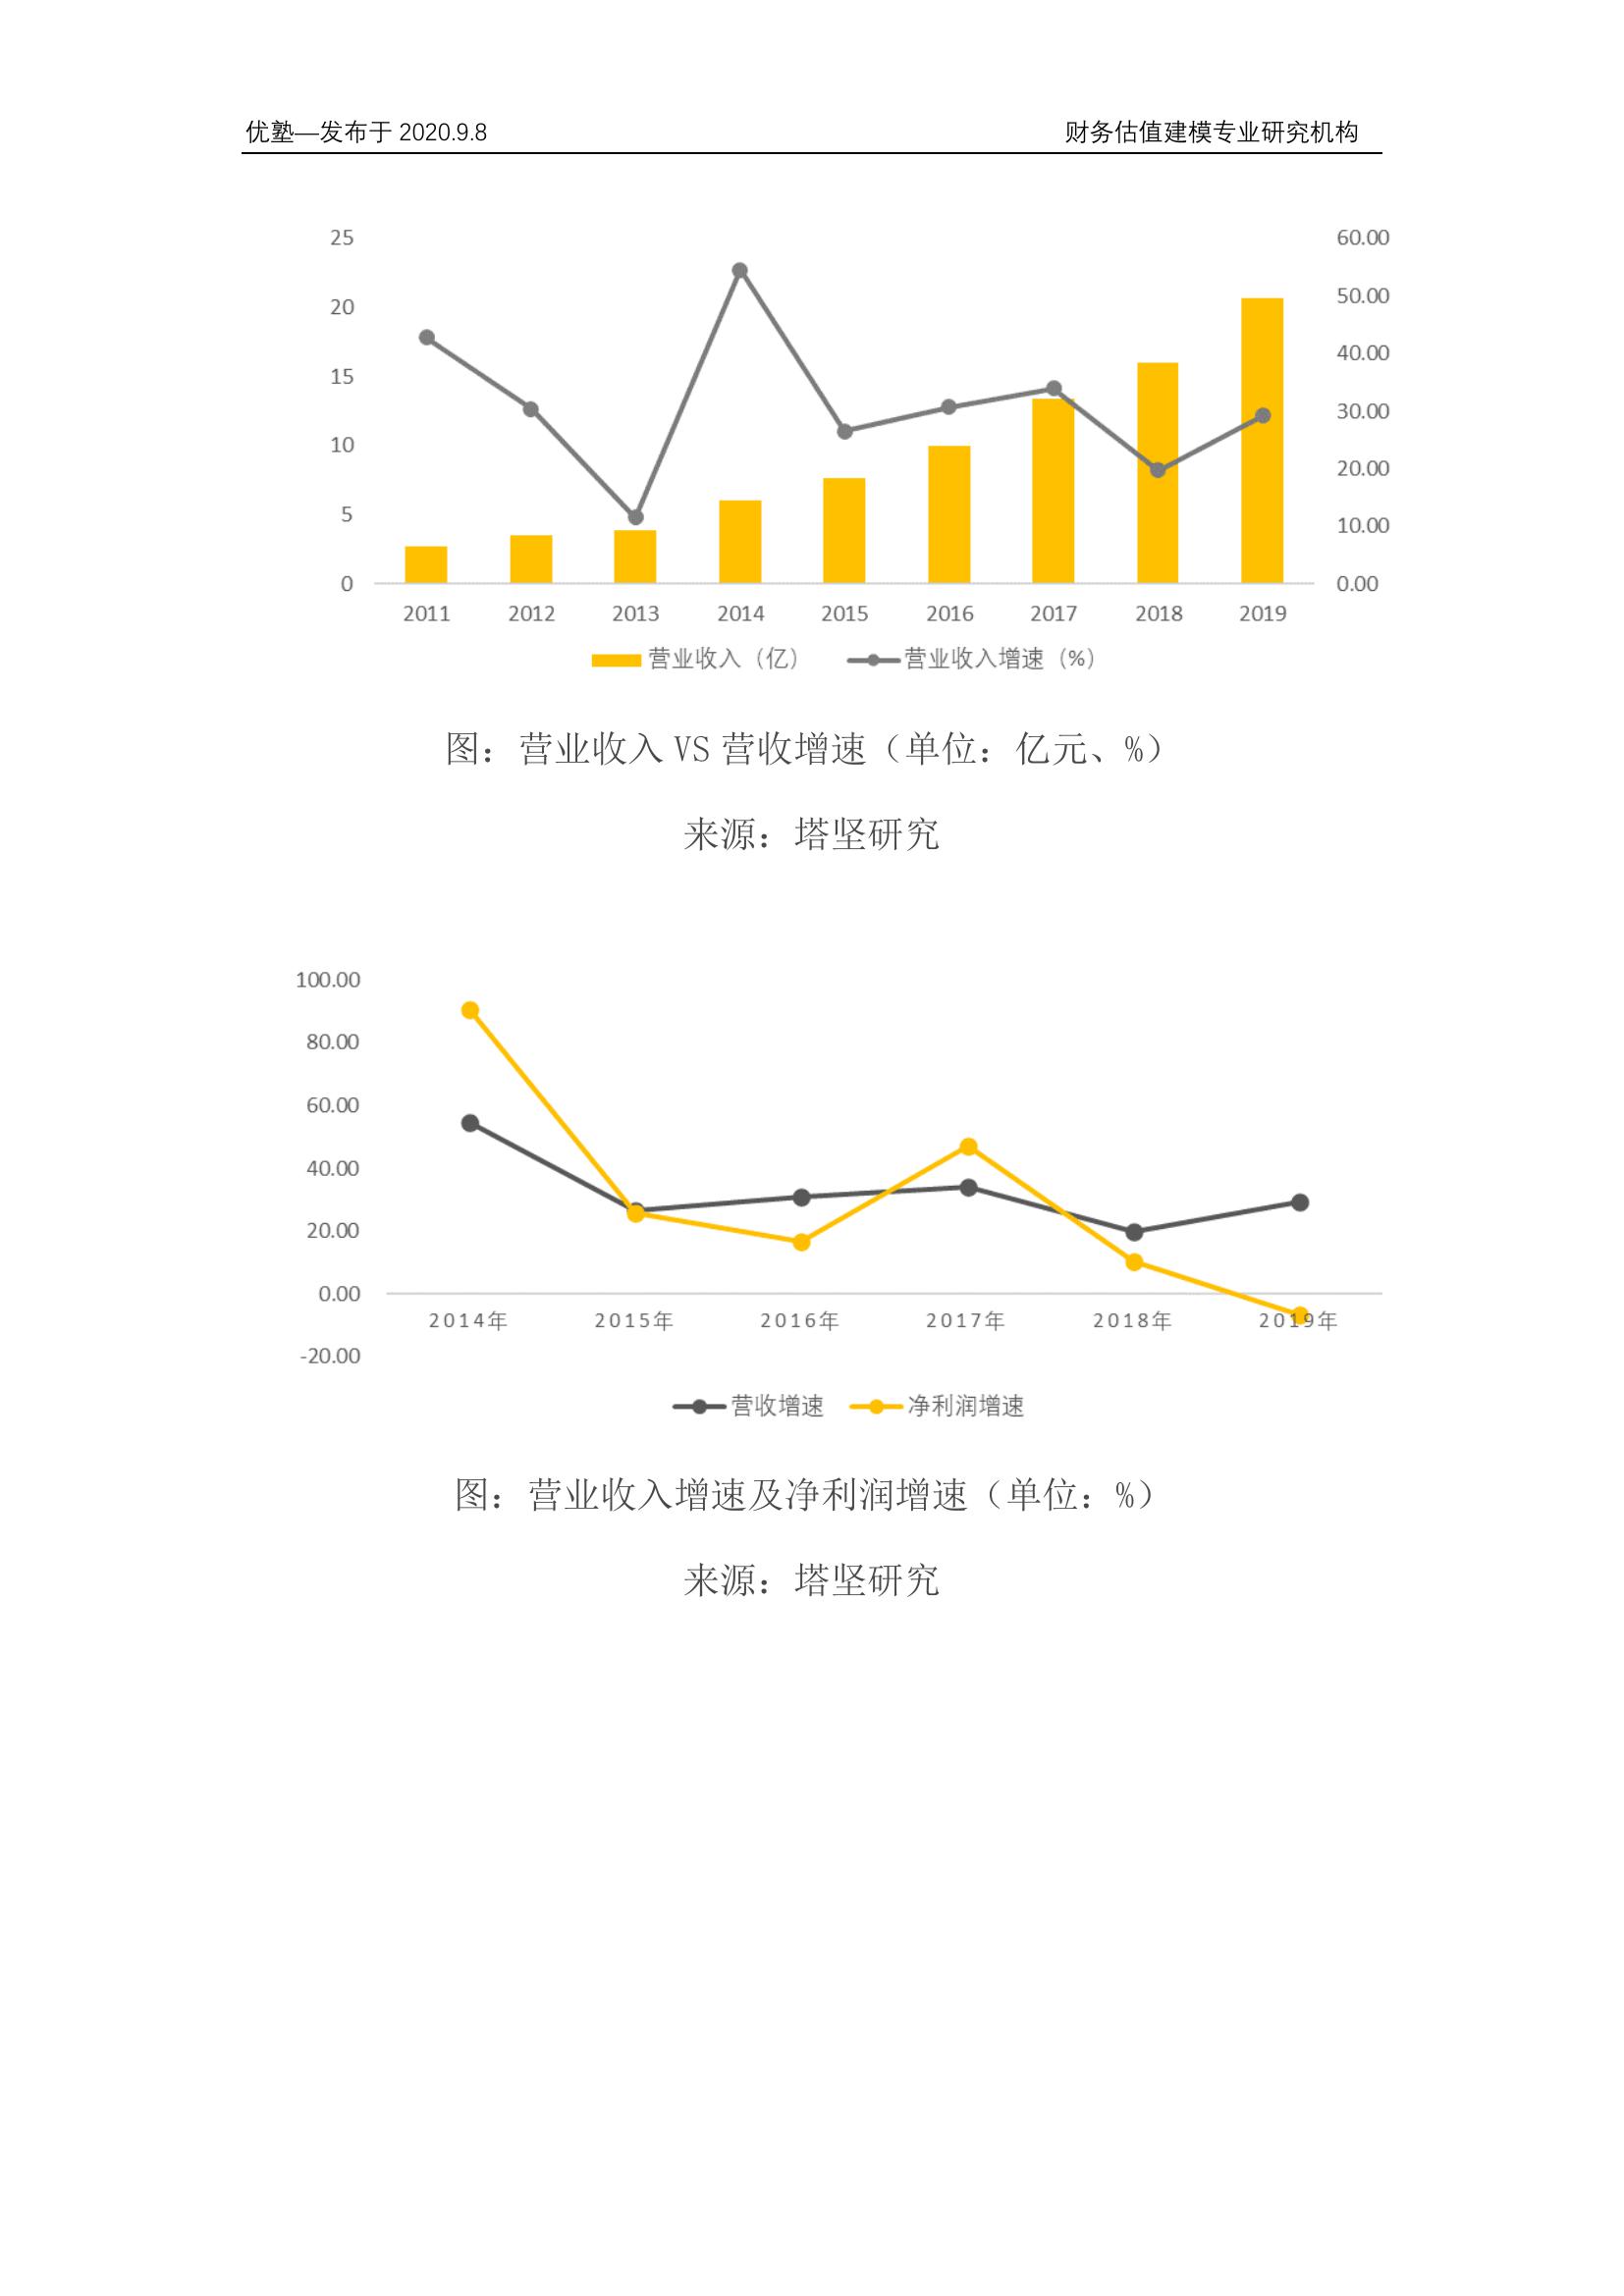 优塾—发布于 2020.9.8 财务估值建模专业研究机构
25 60.00
50.00
20
40.00
15
30.00
10
20.00
5
10.00
0 0.00
2011 2012 2013 2014 2015 2016 2017 2018 2019
营业收入（亿） 营业收入增速（%）
图：营业收入 VS 营收增速（单位：亿元、%）
来源：塔坚研究
100.00
80.00
60.00
40.00
20.00
0.00
2014年 2015年 2016年 2017年 2018年 2019年
-20.00
营收增速 净利润增速
图：营业收入增速及净利润增速（单位：%）
来源：塔坚研究